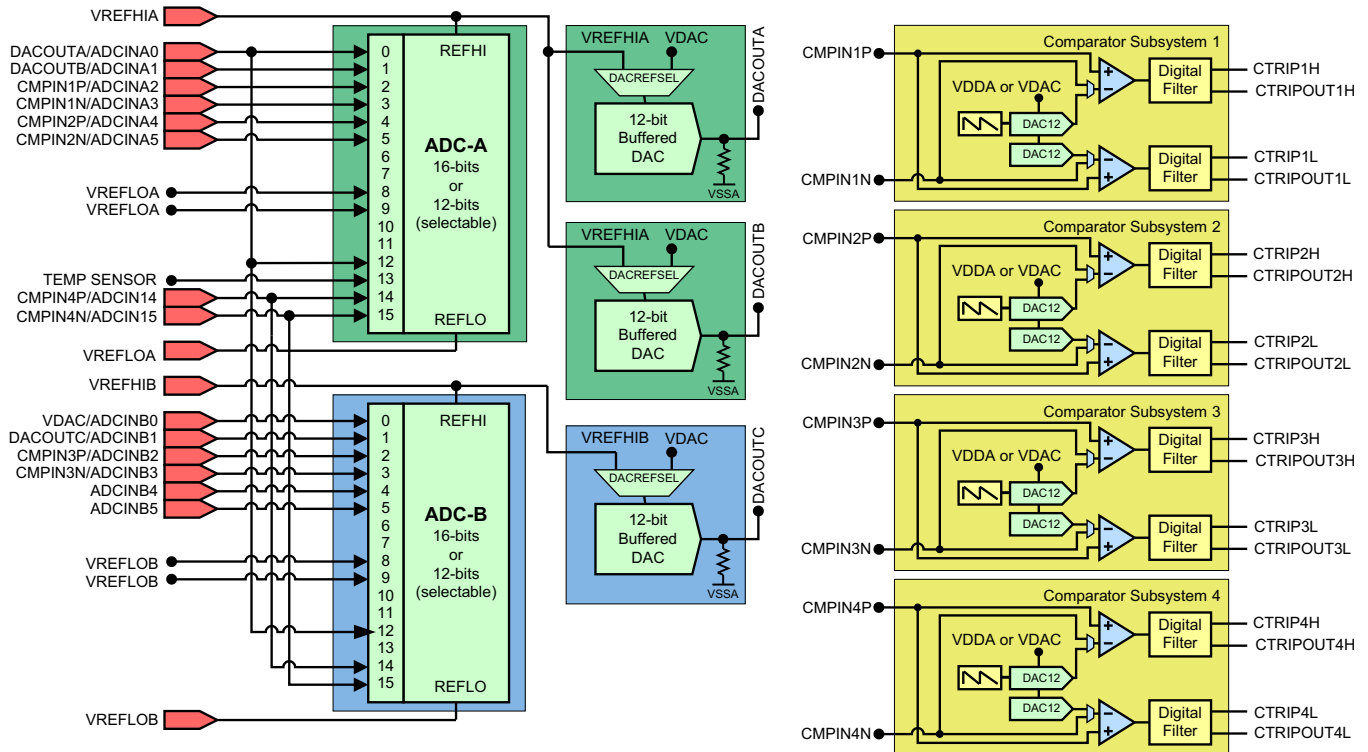 VREFHIA
DACOUTA/ADCINA0
DACOUTB/ADCINA1
CMPIN1P/ADCINA2
CMPIN1N/ADCINA3
CMPIN2P/ADCINA4
CMPIN2N/ADCINA5
VREFLOA
VREFLOA
TEMP SENSOR
CMPIN4P/ADCIN14
CMPIN4N/ADCIN15
VREFLOA
REFHI
0
1
2
3
4
5
6
7
8
9
10
11
12
13
14
15
ADC-A
16-bits
or
12-bits
(selectable)
REFLO
VREFHIB
VDAC/ADCINB0
DACOUTC/ADCINB1
CMPIN3P/ADCINB2
CMPIN3N/ADCINB3
ADCINB4
ADCINB5
VREFLOB
VREFLOB
VREFLOB
REFHI
0
1
2
3
4
5
6
7
8
9
10
11
12
13
14
15
ADC-B
16-bits
or
12-bits
(selectable)
REFLO
VREFHIA VDAC
DACREFSEL
12-bit
Buffered
DAC
VSSA
DACOUTA
VREFHIA VDAC
DACREFSEL
12-bit
Buffered
DAC
VSSA
DACOUTB
VREFHIB VDAC
DACREFSEL
12-bit
Buffered
DAC
VSSA
DACOUTC
Comparator Subsystem 1
CMPIN1P
CMPIN1N
VDDA or VDAC
DAC12
DAC12
+
−
−
+
Digital
Filter
Digital
Filter
CTRIP1H
CTRIPOUT1H
CTRIP1L
CTRIPOUT1L
Comparator Subsystem 2
CMPIN2P
CMPIN2N
VDDA or VDAC
DAC12
DAC12
+
−
−
+
Digital
Filter
Digital
Filter
CTRIP2H
CTRIPOUT2H
CTRIP2L
CTRIPOUT2L
Comparator Subsystem 3
CMPIN3P
CMPIN3N
VDDA or VDAC
DAC12
DAC12
+
−
−
+
Digital
Filter
Digital
Filter
CTRIP3H
CTRIPOUT3H
CTRIP3L
CTRIPOUT3L
Comparator Subsystem 4
CMPIN4P
CMPIN4N
VDDA or VDAC
DAC12
DAC12
+
−
−
+
Digital
Filter
Digital
Filter
CTRIP4H
CTRIPOUT4H
CTRIP4L
CTRIPOUT4L